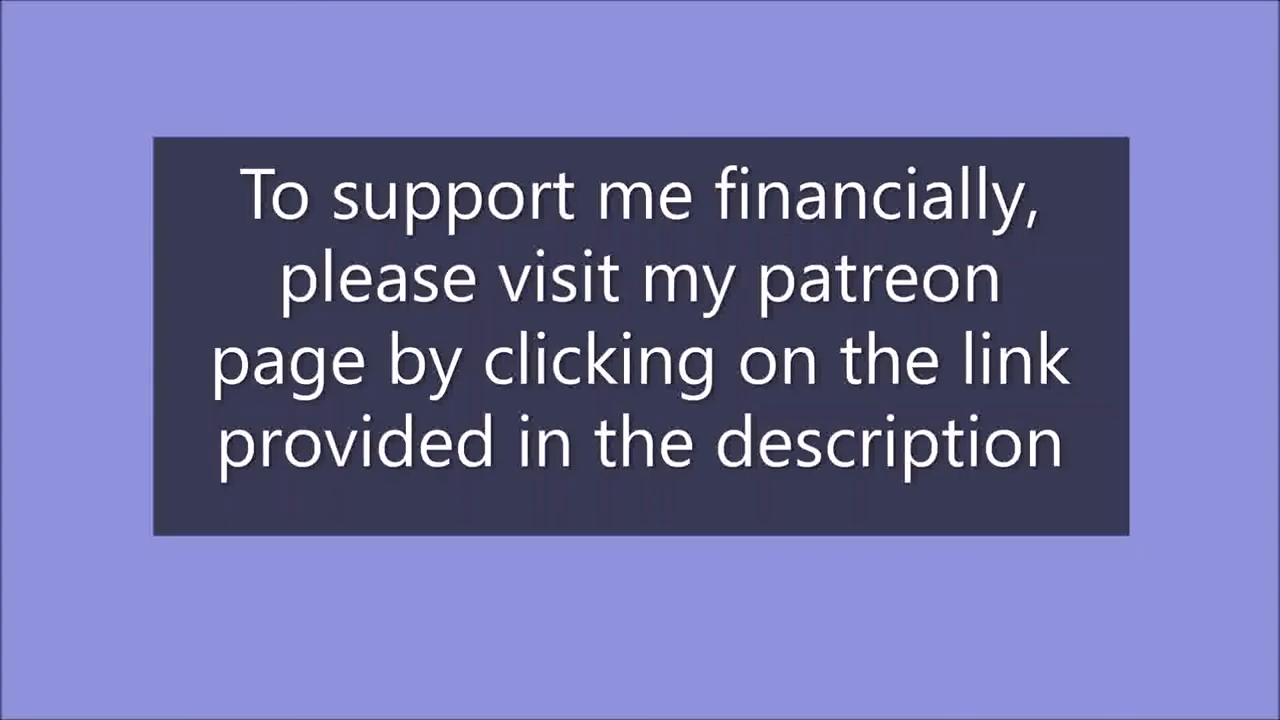 To support me financially,
please visit my patreon
page by clicking on the link
provided in the description